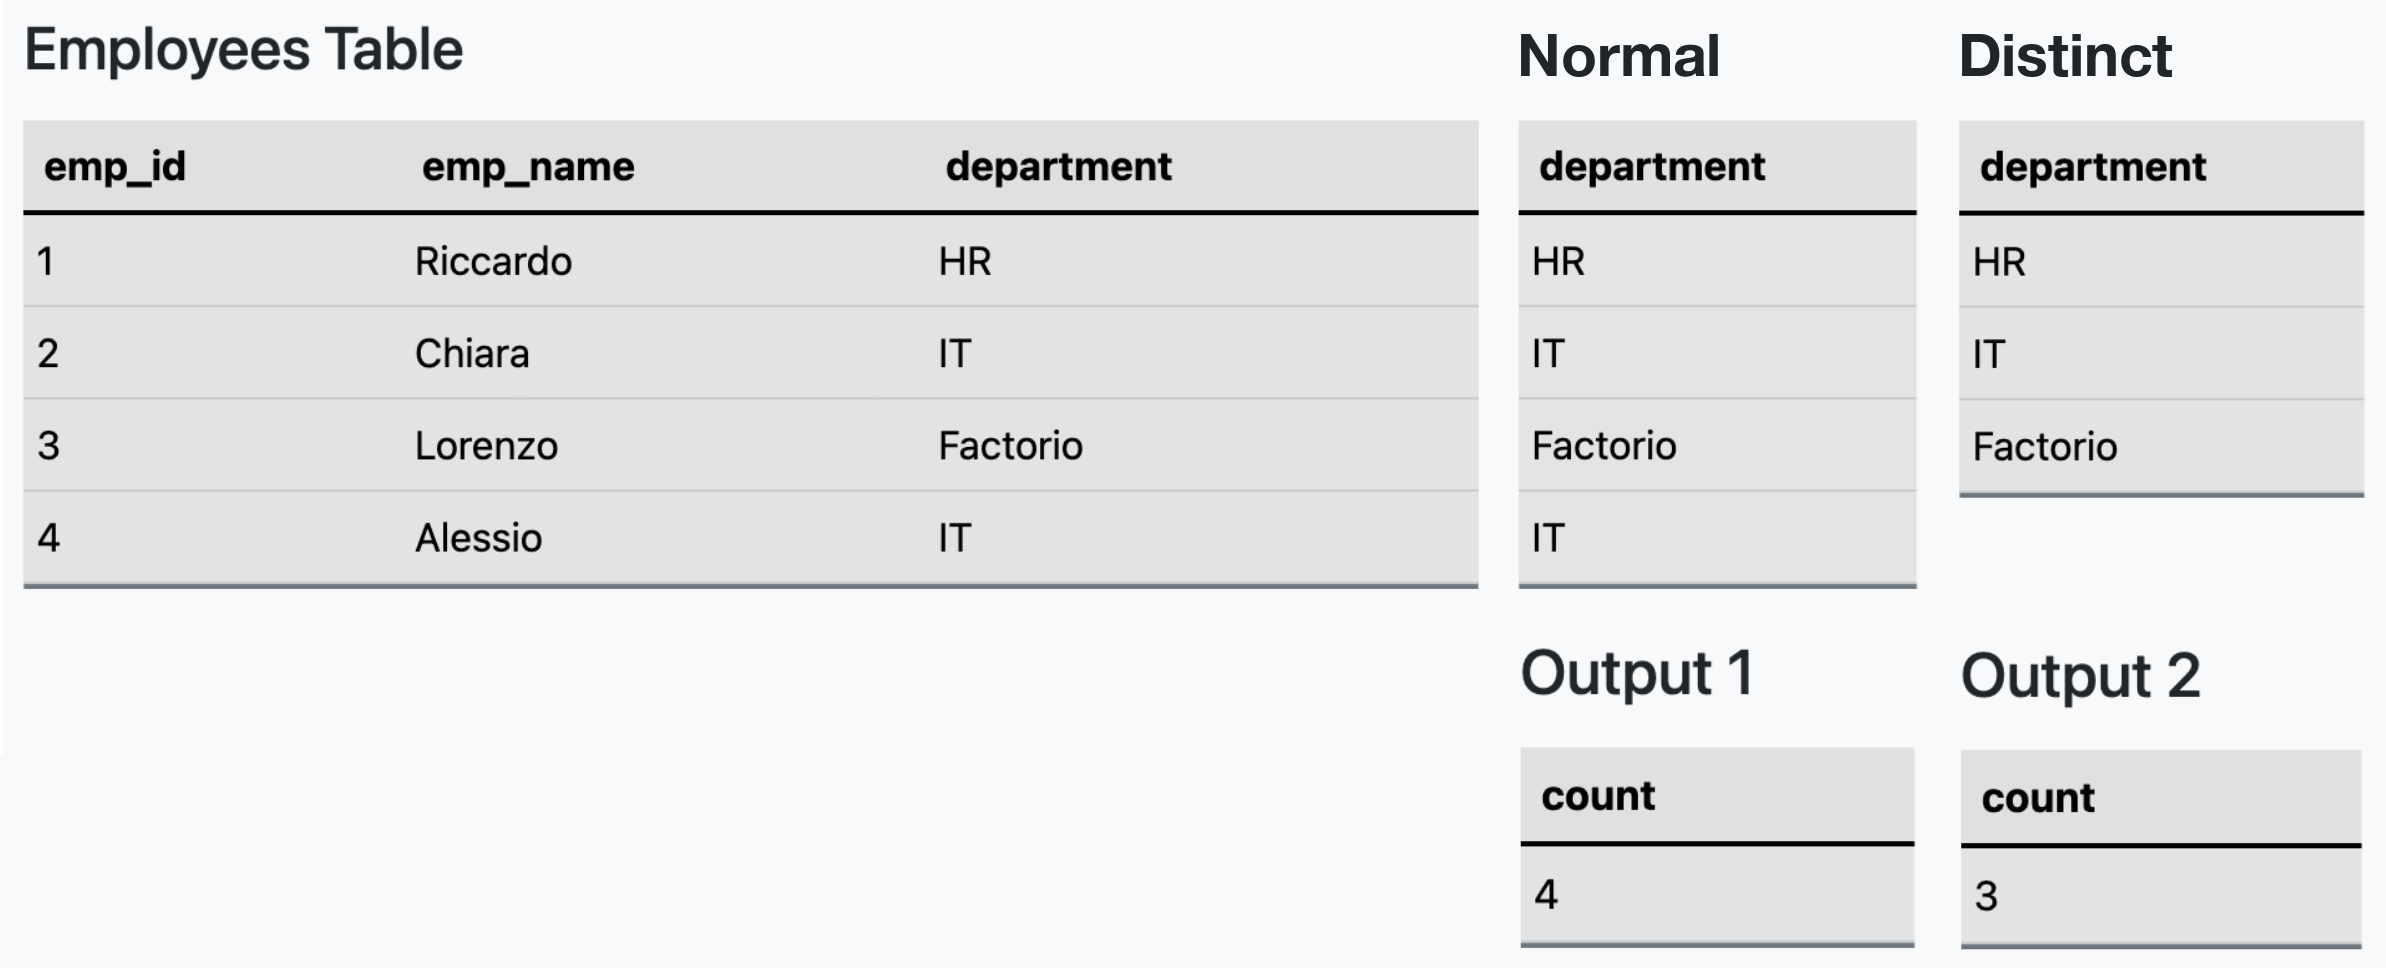 Employees Table
emp_id emp_name department
1 Riccardo HR
2 Chiara IT
3 Lorenzo Factorio
4 Alessio IT
Normal
department
HR
IT
Factorio
IT
Distinct
department
HR
IT
Factorio
Output 1
count
4
Output 2
count
3